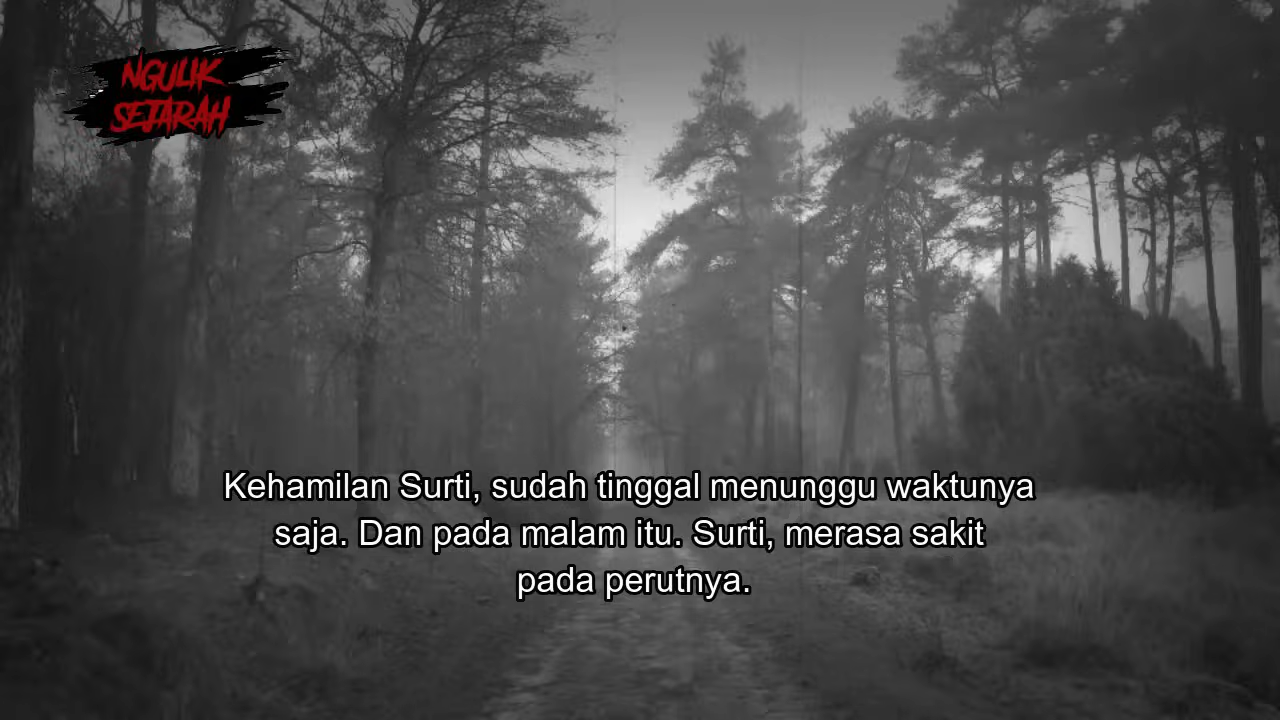 NGULIK
SEJARAH
Kehamilan Surti, sudah tinggal menunggu waktunya
saja. Dan pada malam itu. Surti, merasa sakit
pada perutnya.